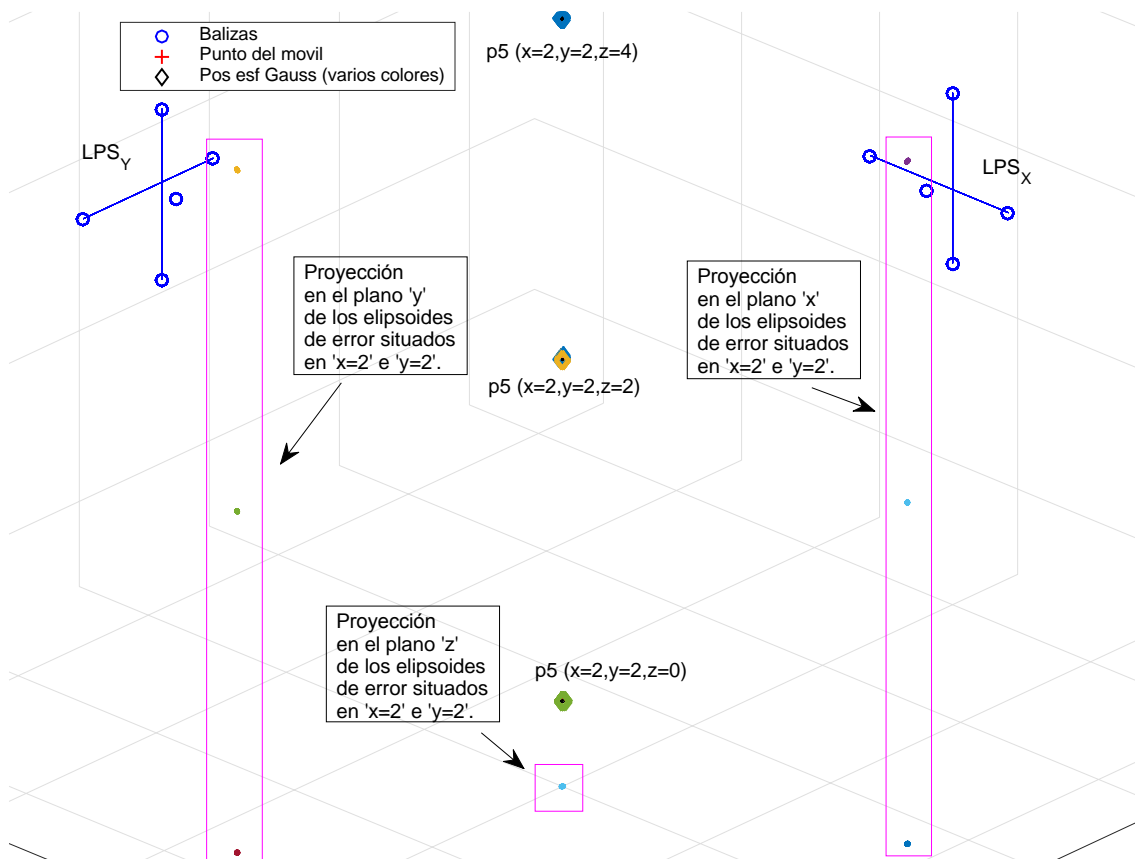 Balizas
Punto del movil
Pos esf Gauss (varios colores)
p5 (x=2,y=2,z=4)
LPS_Y
LPS_X
Proyección
en el plano 'y'
de los elipsoides
de error situados
en 'x=2' e 'y=2'.
Proyección
en el plano 'x'
de los elipsoides
de error situados
en 'x=2' e 'y=2'.
p5 (x=2,y=2,z=2)
Proyección
en el plano 'z'
de los elipsoides
de error situados
en 'x=2' e 'y=2'.
p5 (x=2,y=2,z=0)